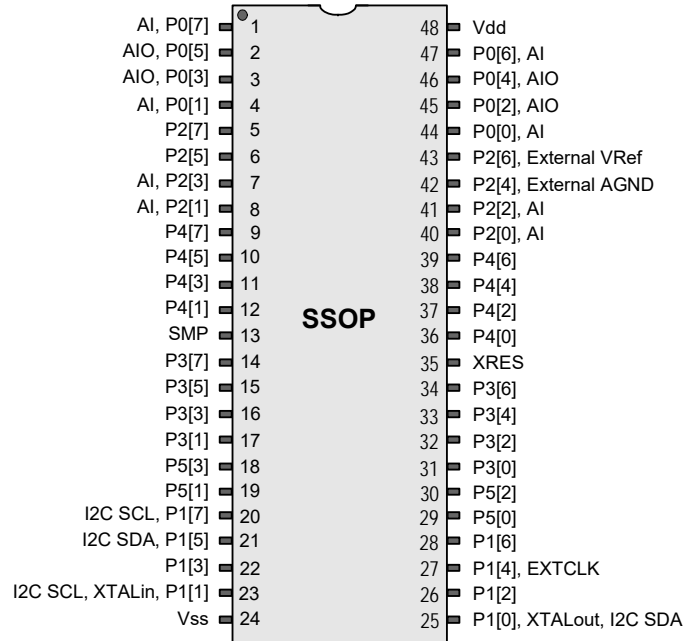 AI, P0[7] 1 48 Vdd
AIO, P0[5] 2 47 P0[6], AI
AIO, P0[3] 3 46 P0[4], AIO
AI, P0[1] 4 45 P0[2], AIO
P2[7] 5 44 P0[0], AI
P2[5] 6 43 P2[6], External VRef
AI, P2[3] 7 42 P2[4], External AGND
AI, P2[1] 8 41 P2[2], AI
P4[7] 9 40 P2[0], AI
P4[5] 10 39 P4[6]
P4[3] 11 38 P4[4]
P4[1] 12 37 P4[2]
SSOP
SMP 13 36 P4[0]
P3[7] 14 35 XRES
P3[5] 15 34 P3[6]
P3[3] 16 33 P3[4]
P3[1] 17 32 P3[2]
P5[3] 18 31 P3[0]
P5[1] 19 30 P5[2]
I2C SCL, P1[7] 20 29 P5[0]
I2C SDA, P1[5] 21 28 P1[6]
P1[3] 22 27 P1[4], EXTCLK
I2C SCL, XTALin, P1[1] 23 26 P1[2]
Vss 24 25 P1[0], XTALout, I2C SDA